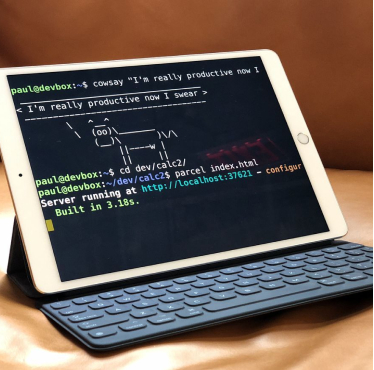 paul@devbox:~$ cowsay "I'm really productive now I
< I'm really productive now I swear >
paul@devbox:~$ cd dev/calc2/
paul@devbox:~/dev/calc2$ parcel index.html
Server running at http://localhost:37621 – configur
Built in 3.18s.